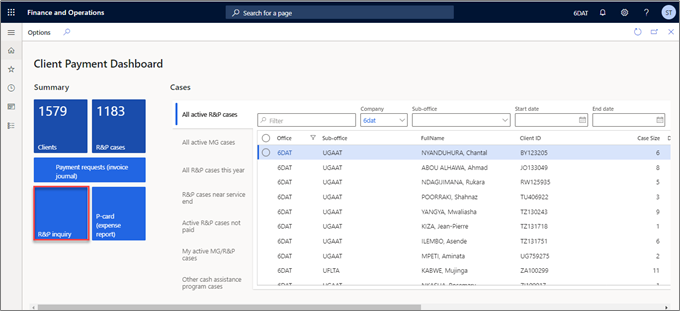 Finance and Operations
Search for a page
6DAT
ST
Options
Client Payment Dashboard
Summary
1579
Clients
1183
R&P cases
Payment requests (invoice
journal)
R&P inquiry
P-card
(expense
report)
Cases
All active R&P cases
All active MG cases
All R&P cases this year
R&P cases near service
end
Active R&P cases not
paid
My active MG/R&P
cases
Other cash assistance
program cases
Filter
Company
6dat
Sub-office
Start date
End date
Office Sub-office FullName Client ID Case Size D
6DAT UGAAT NYANDUHURA, Chantal BY123205 6
6DAT UGAAT ABOU ALHAWA, Ahmad JO133049 8
6DAT UGAAT NDAGIJMANA, Rukara RW125935 5
6DAT UGAAT POORRAKI, Shahnaz TU406922 3
6DAT UGAAT YANGYA, Mwaliasha TZ130243 9
6DAT UGAAT KIZA, Jean-Pierre TZ131718 1
6DAT UGAAT ILEMBO, Asende TZ131751 6
6DAT UGAAT MPETI, Aminata UG759275 2
6DAT UFLTA KABWE, Mujinga ZA100299 11